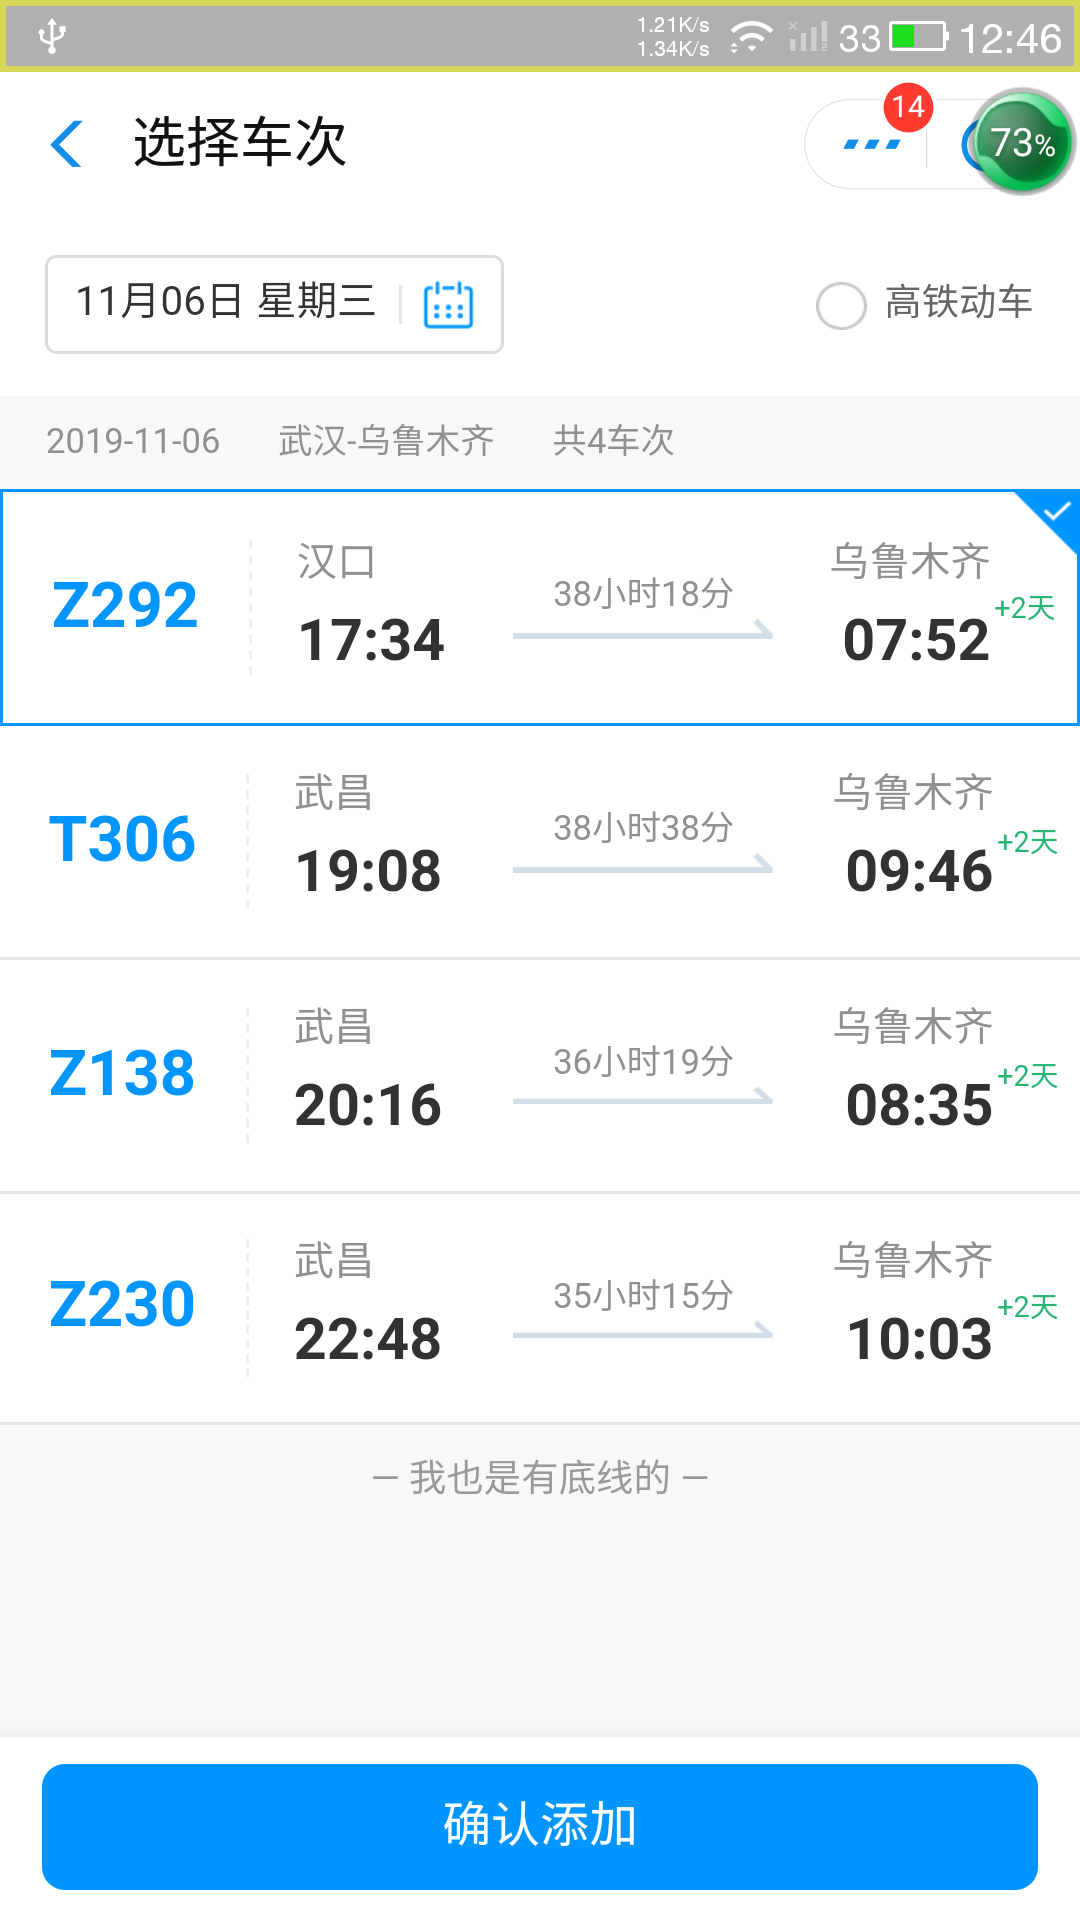 1.21K/s
1.34K/s
33
12:46
选择车次
14
73%
11月06日 星期三
高铁动车
2019-11-06 武汉-乌鲁木齐 共4车次
Z292
汉口
17:34
38小时18分
乌鲁木齐
07:52
+2天
T306
武昌
19:08
38小时38分
乌鲁木齐
09:46
+2天
Z138
武昌
20:16
36小时19分
乌鲁木齐
08:35
+2天
Z230
武昌
22:48
35小时15分
乌鲁木齐
10:03
+2天
— 我也是有底线的 —
确认添加